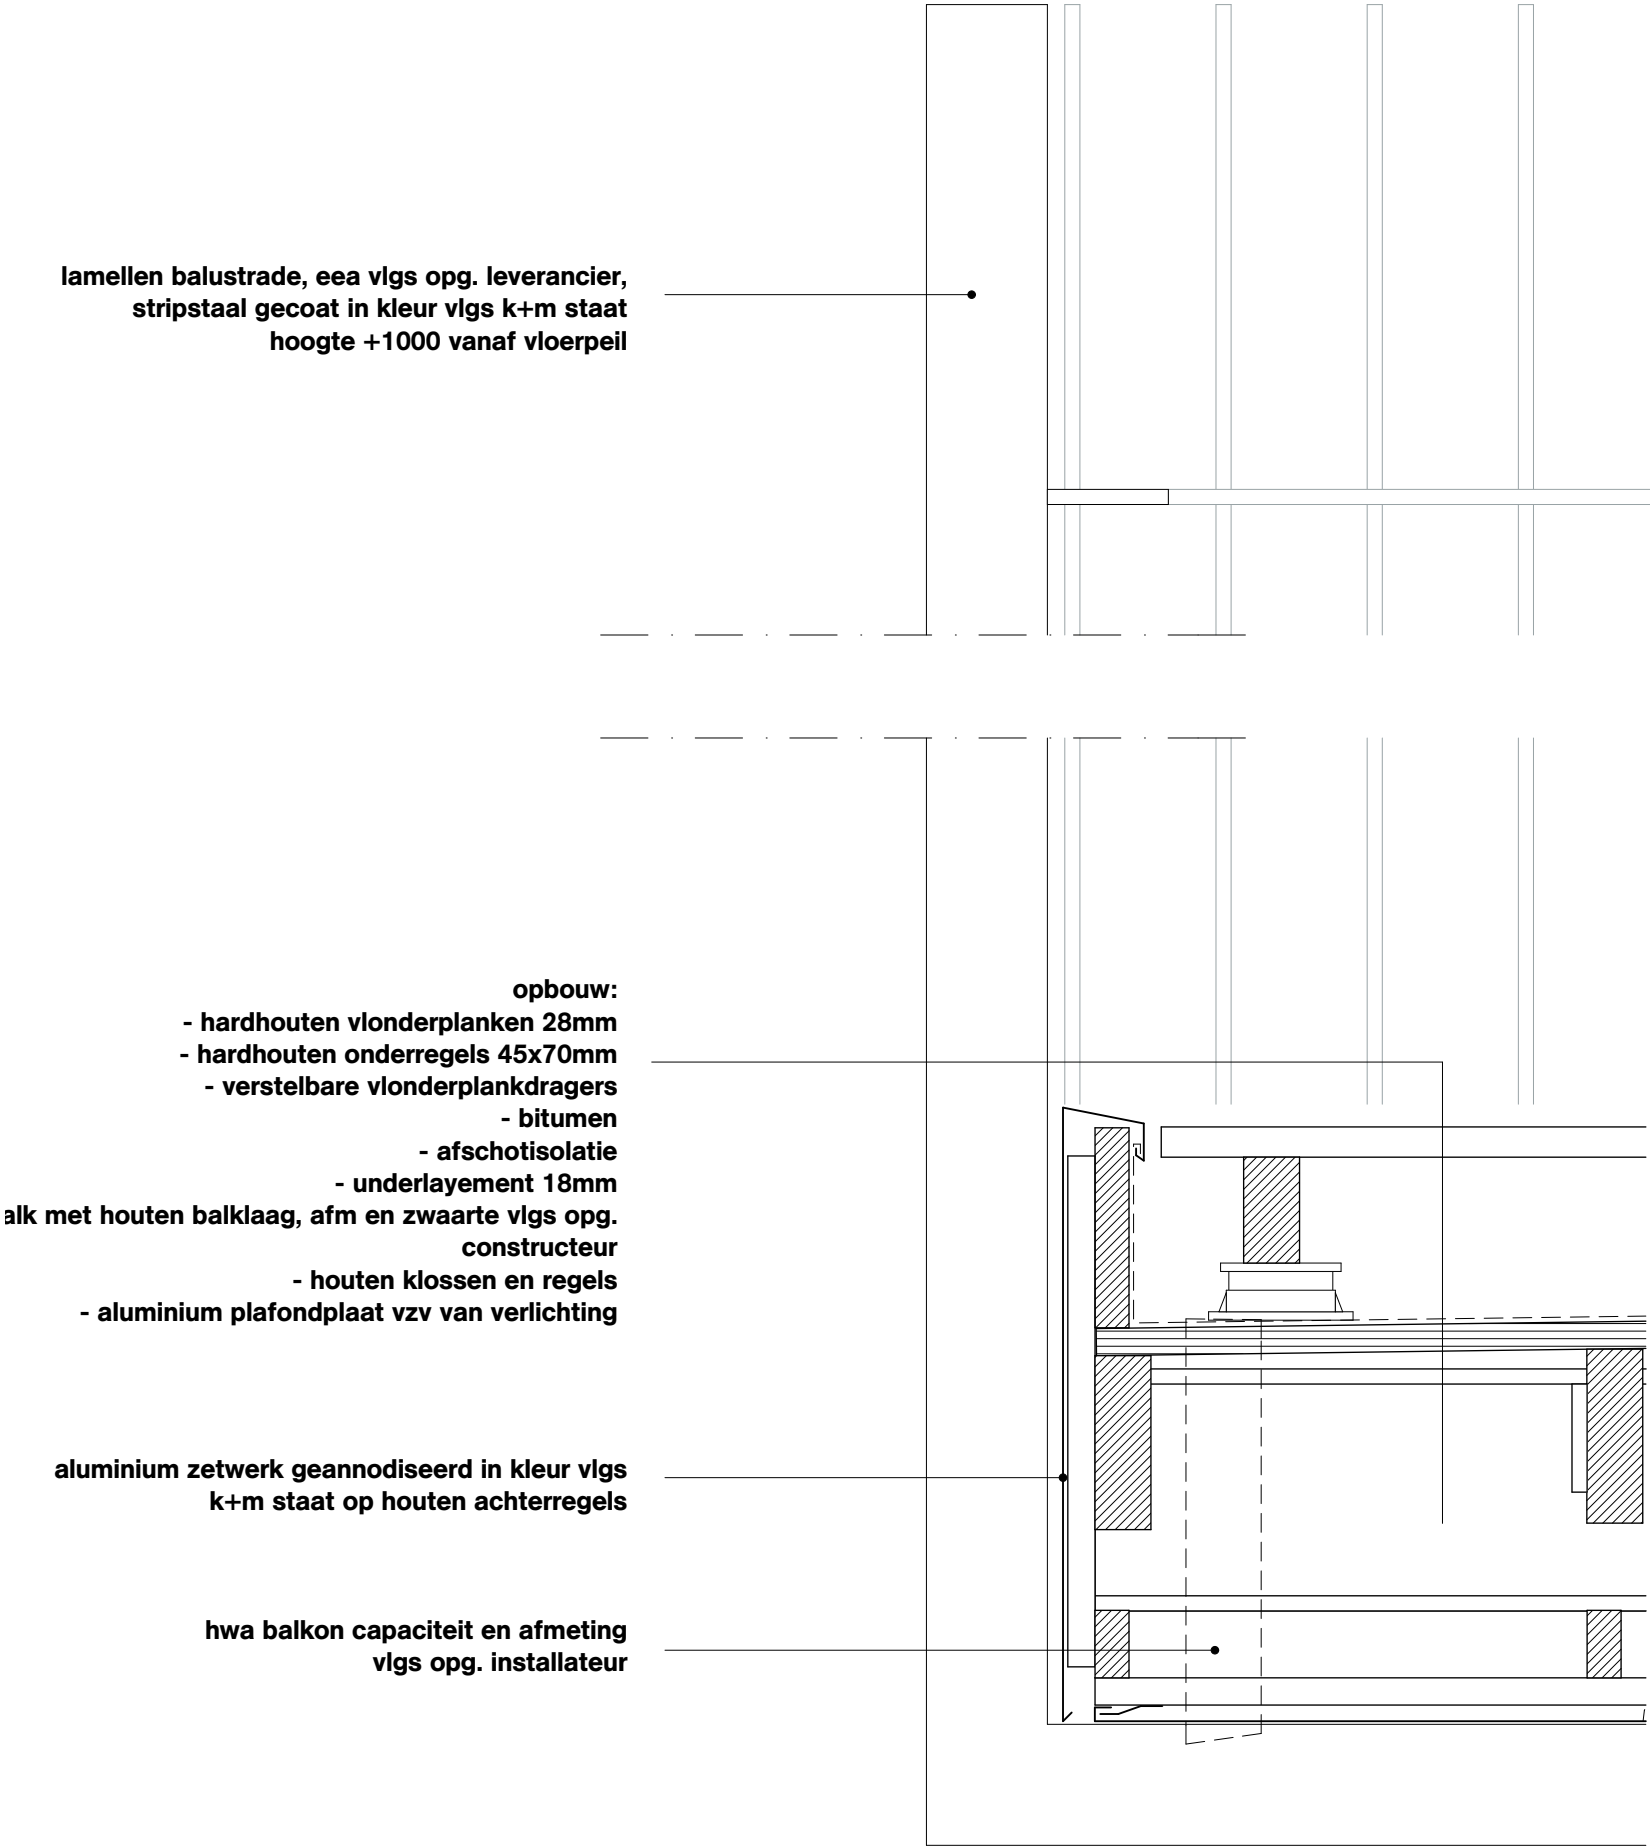 lamellen balustrade, eea vlgs opg. leverancier,
stripstaal gecoat in kleur vlgs k+m staat
hoogte +1000 vanaf vloerpeil
opbouw:
- hardhouten vlonderplanken 28mm
- hardhouten onderregels 45x70mm
- verstelbare vlonderplankdragers
- bitumen
- afschotisolatie
- underlayement 18mm
alk met houten balklaag, afm en zwaarte vlgs opg.
constructeur
- houten klossen en regels
- aluminium plafondplaat vzv van verlichting
aluminium zetwerk geannodiseerd in kleur vlgs
k+m staat op houten achterregels
hwa balkon capaciteit en afmeting
vlgs opg. installateur